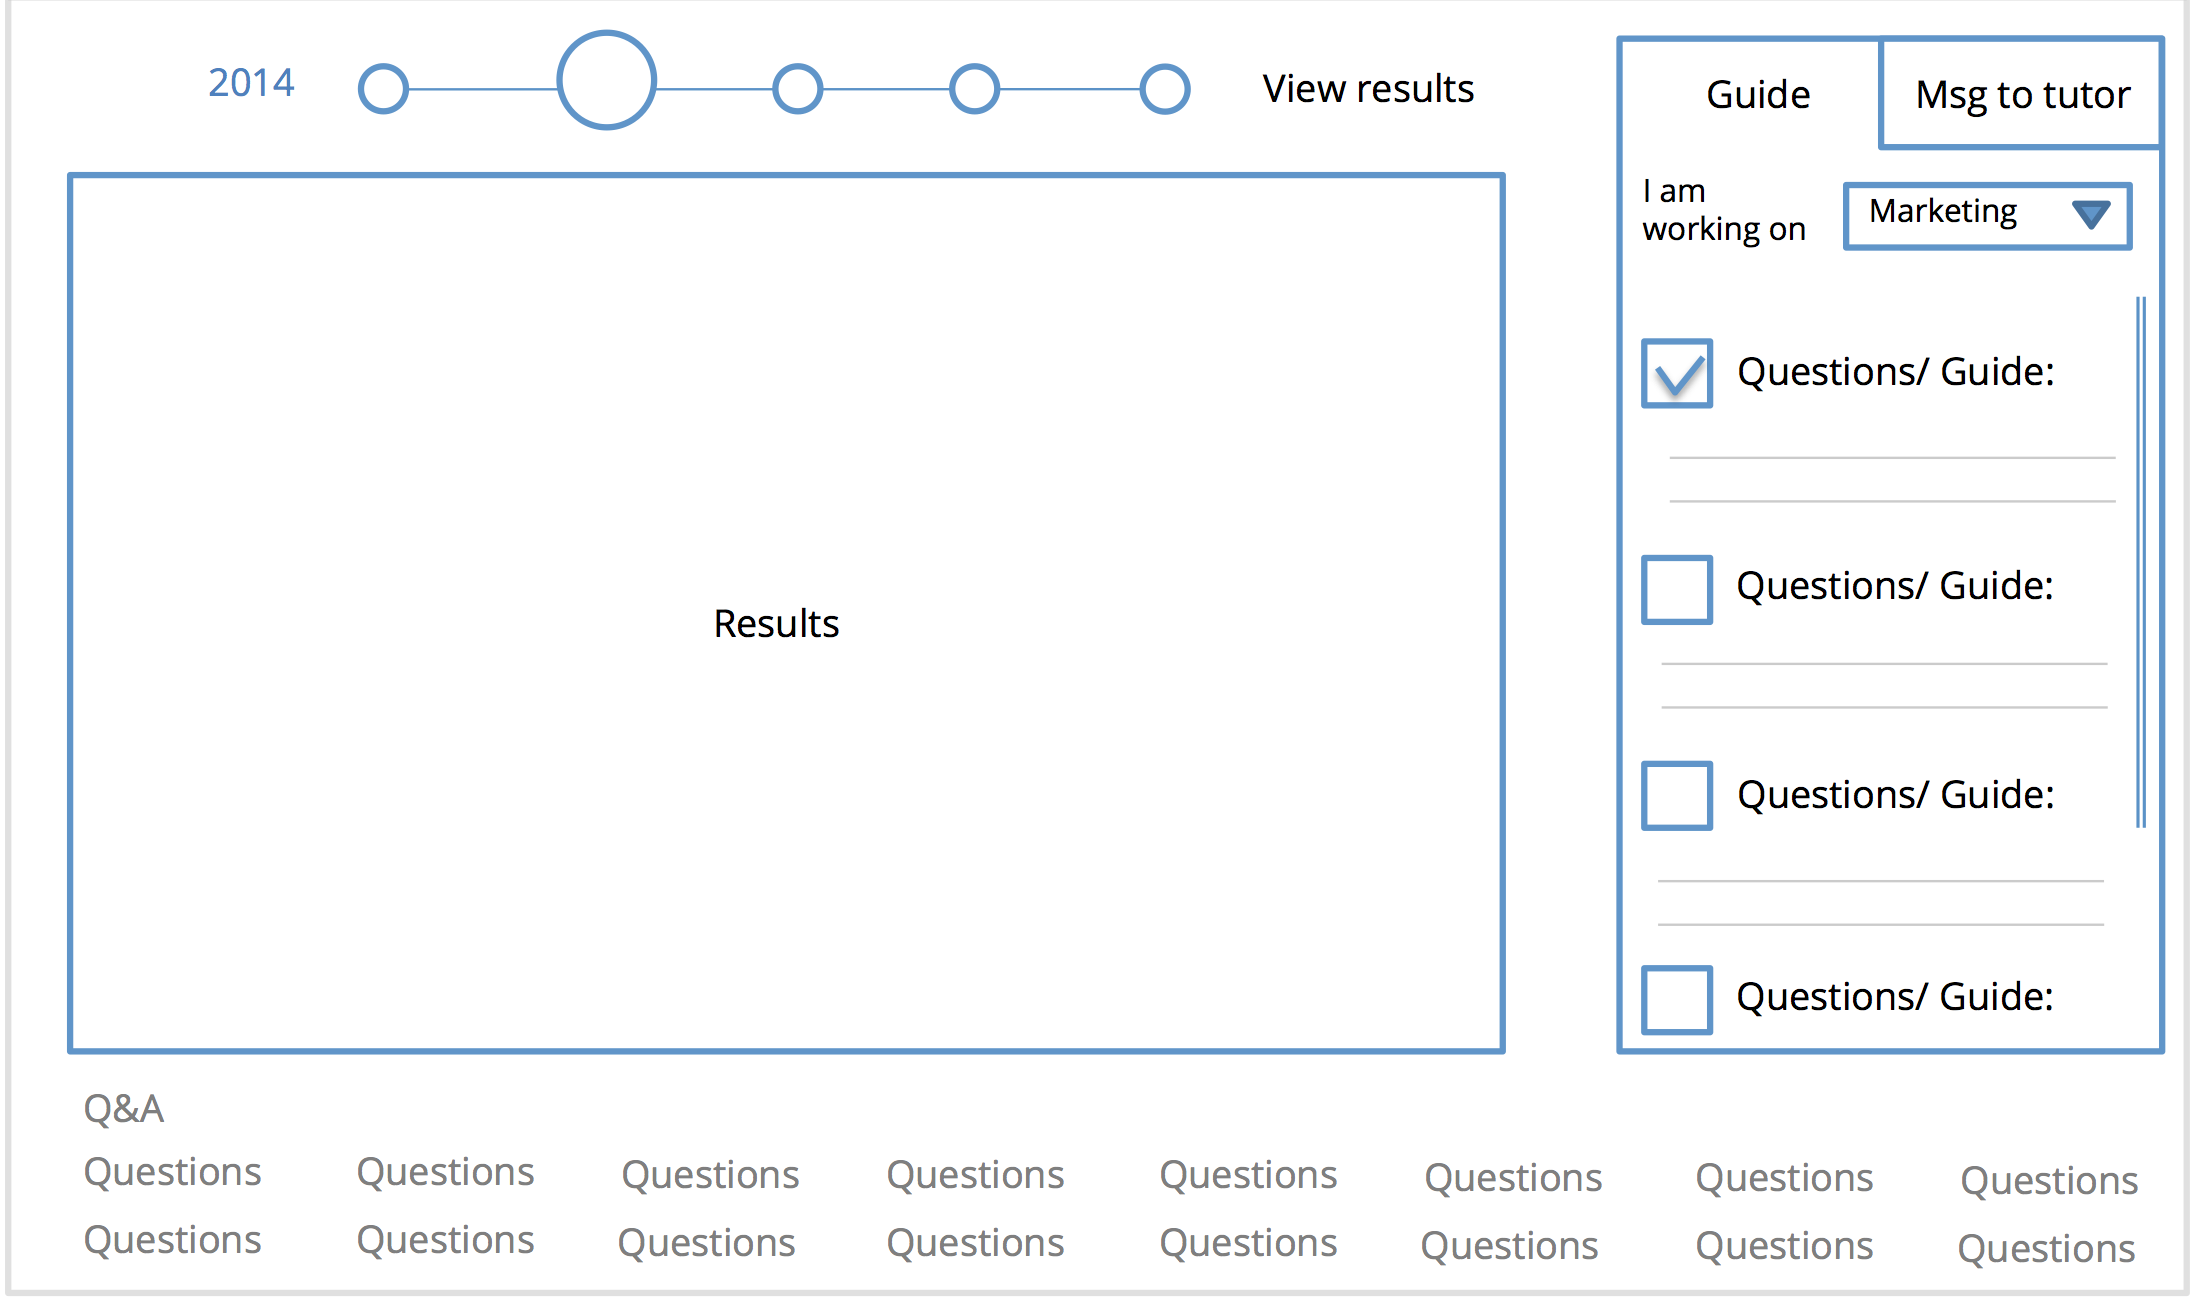 2014
View results
Guide
Msg to tutor
I am
working on
Marketing
Questions/ Guide:
Questions/ Guide:
Results
Questions/ Guide:
Questions/ Guide:
Q&A
Questions Questions Questions Questions Questions Questions Questions Questions
Questions Questions Questions Questions Questions Questions Questions Questions